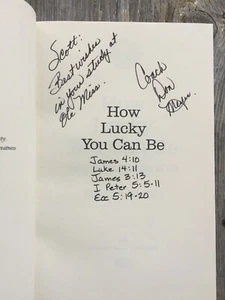 Scott:
Best wishes
in your study at
Ole Miss.
Coach
Don
Meyer
How
Lucky
You Can Be
James 4:10
Luke 14:11
James 3:13
I Peter 5:5-11
Ecc 5:19-20